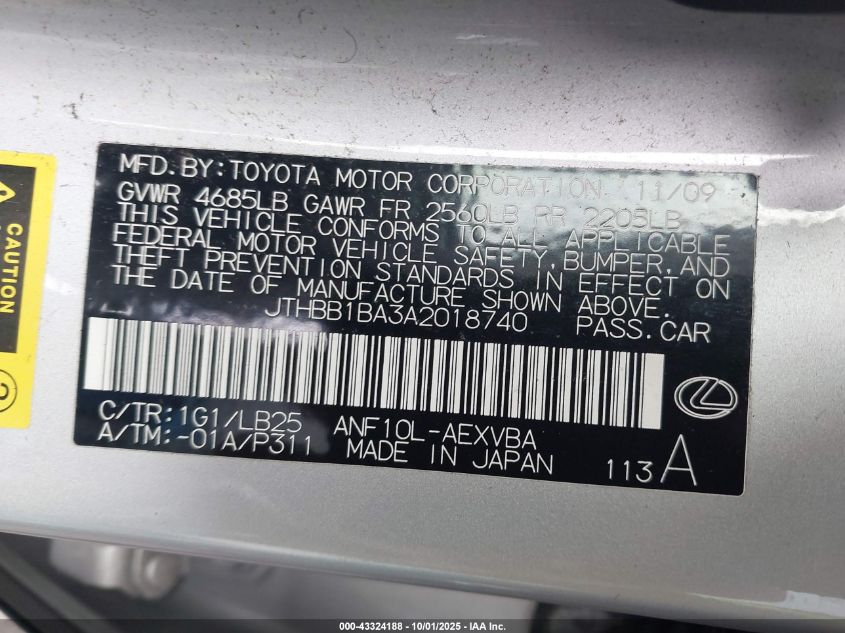 MFD. BY: TOYOTA MOTOR CORPORATION 11/09
GVWR 4685LB GAWR FR 2560LB RR 2205LB
THIS VEHICLE CONFORMS TO ALL APPLICABLE
FEDERAL MOTOR VEHICLE SAFETY, BUMPER, AND
THEFT PREVENTION STANDARDS IN EFFECT ON
THE DATE OF MANUFACTURE SHOWN ABOVE.
JTHBB1BA3A2018740 PASS. CAR
C/TR: 1G1/LB25 ANF10L-AEXVBA
A/TM: -01A/P311 MADE IN JAPAN
113 A
CAUTION
2
000-43324188 - 10/01/2025 - IAA Inc.